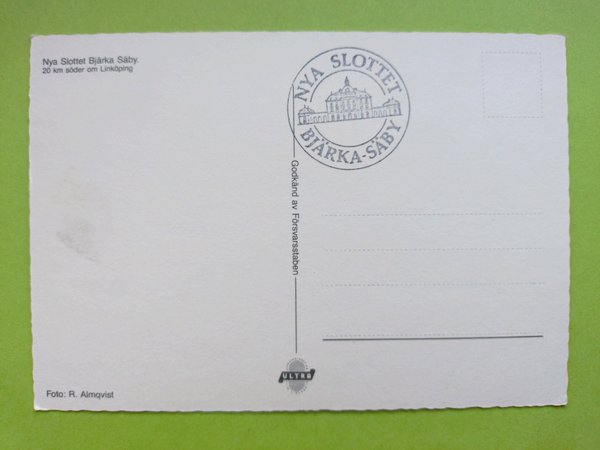 Nya Slottet Bjärka Säby.
20 km söder om Linköping
NYA SLOTTET
BJÄRKA-SÄBY
Godkänd av Försvarsstaben
ULTRA
Foto: R. Almqvist